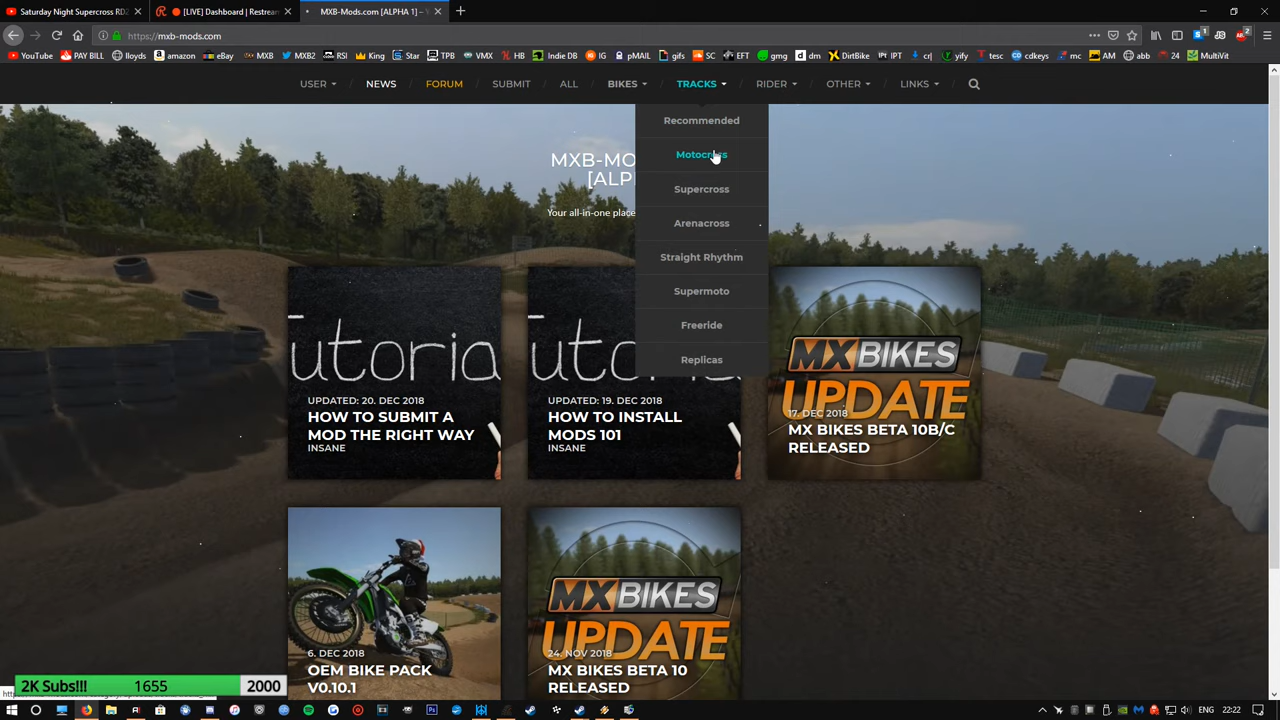 Saturday Night Supercross RD2
[LIVE] Dashboard | Restream
MXB-Mods.com [ALPHA 1] –
https://mxb-mods.com
YouTube PAY BILL lloyds amazon eBay MXB MXB2 RSI King Star TPB VMX HB Indie DB IG pMAIL gifs SC EFT gmg dm DirtBike IPT crj yify tesc cdkeys mc AM abb 24 MultiVit
USER NEWS FORUM SUBMIT ALL BIKES TRACKS RIDER OTHER LINKS
Recommended
Motocross
Supercross
Arenacross
Straight Rhythm
Supermoto
Freeride
Replicas
MXB-MO
[ALP
Your all-in-one place
utoria
UPDATED: 20. DEC 2018
HOW TO SUBMIT A
MOD THE RIGHT WAY
INSANE
uto
UPDATED: 19. DEC 2018
HOW TO INSTALL
MODS 101
MX BIKES
UPDATE
17. DEC 2018
MX BIKES BETA 10B/C
RELEASED
6. DEC 2018
OEM BIKE PACK
V0.10.1
MX BIKES
UPDATE
24. NOV 2018
MX BIKES BETA 10
RELEASED
2K Subs!!! 1655 2000
ENG 22:22